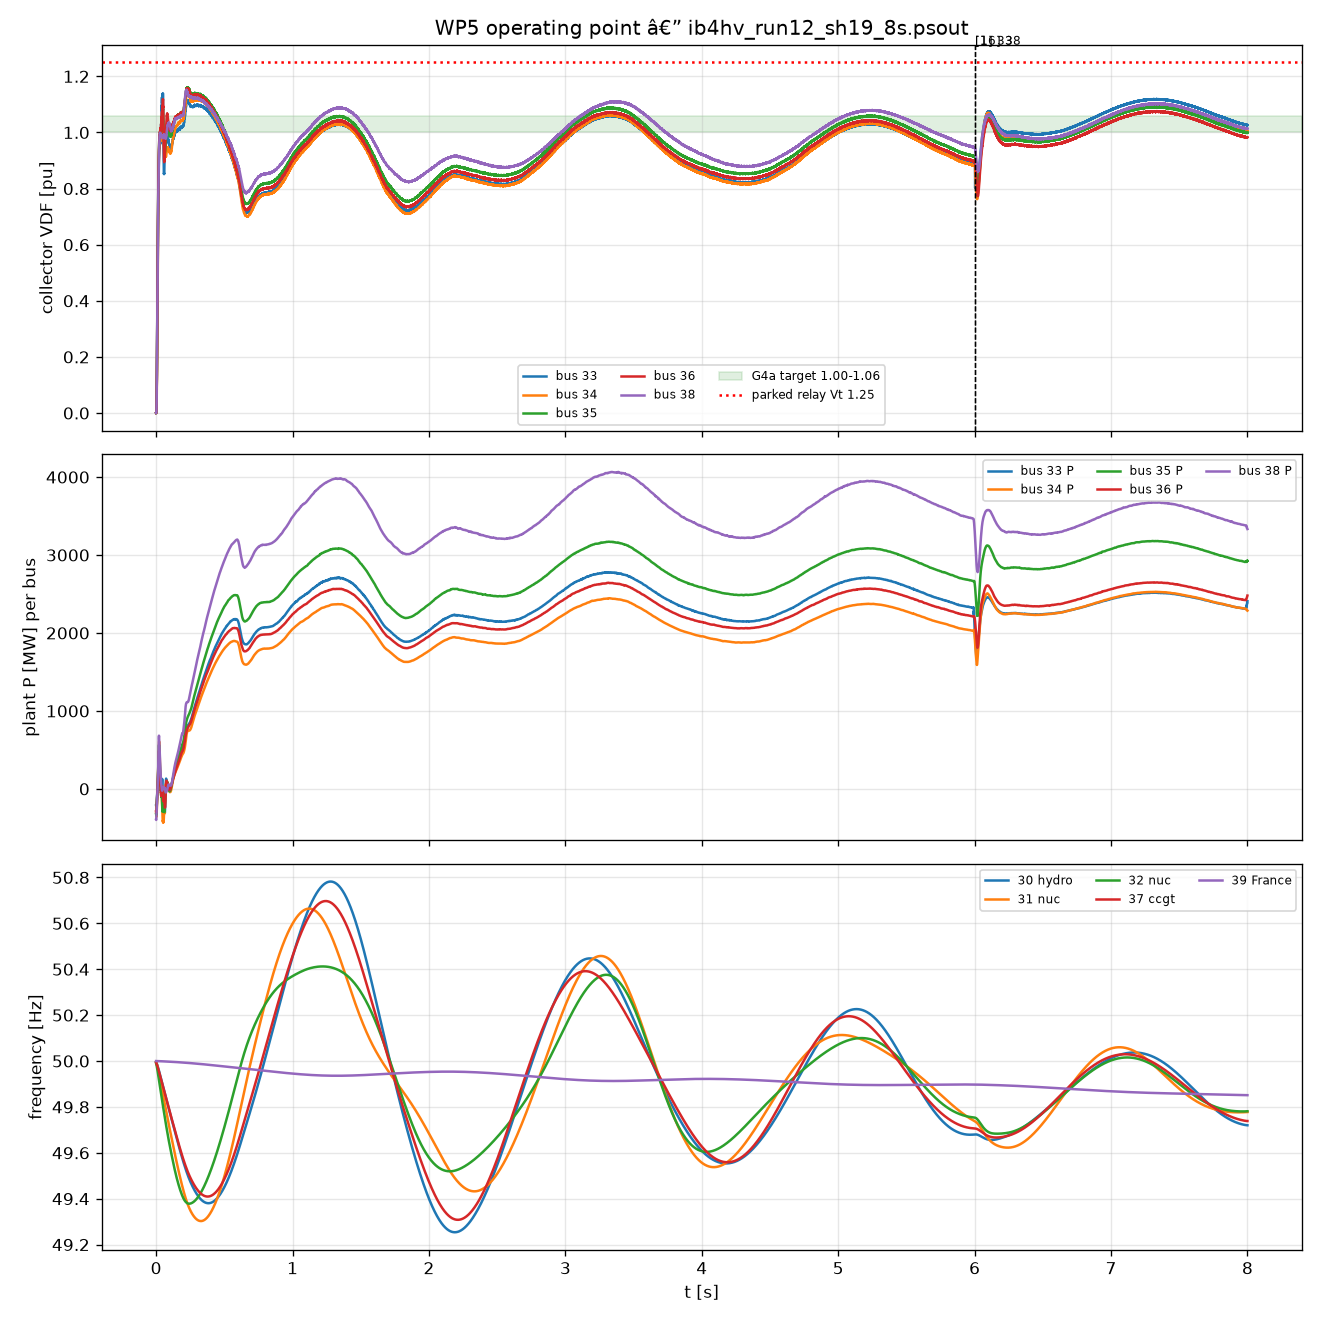 WP5 operating point â€” ib4hv_run12_sh19_8s.psout
1.2
1.0
0.8
0.6
0.4
0.2
0.0
collector VDF [pu]
bus 33
bus 34
bus 35
bus 36
bus 38
G4a target 1.00-1.06
parked relay Vt 1.25
4000
3000
2000
1000
0
plant P [MW] per bus
bus 33 P
bus 34 P
bus 35 P
bus 36 P
bus 38 P
50.8
50.6
50.4
50.2
50.0
49.8
49.6
49.4
49.2
frequency [Hz]
30 hydro
31 nuc
32 nuc
37 ccgt
39 France
0 1 2 3 4 5 6 7 8
t [s]